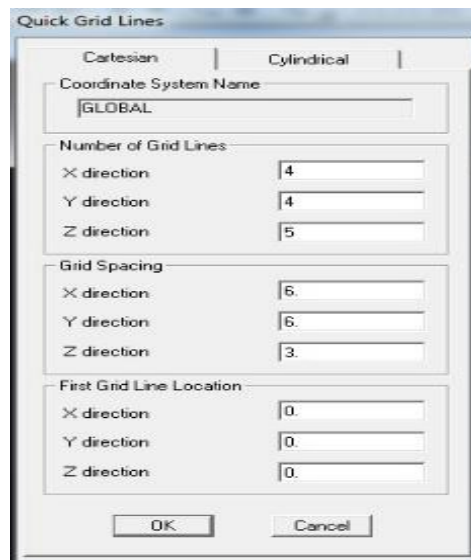 Quick Grid Lines
Cartesian Cylindrical
Coordinate System Name
GLOBAL
Number of Grid Lines
X direction 4
Y direction 4
Z direction 5
Grid Spacing
X direction 6.
Y direction 6.
Z direction 3.
First Grid Line Location
X direction 0.
Y direction 0.
Z direction 0.
OK Cancel